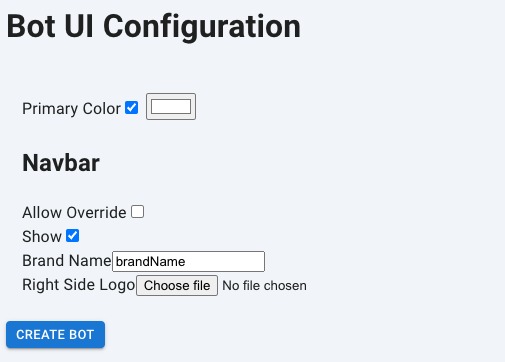 Bot UI Configuration
Primary Color
Navbar
Allow Override
Show
Brand Name brandName
Right Side Logo Choose file No file chosen
CREATE BOT